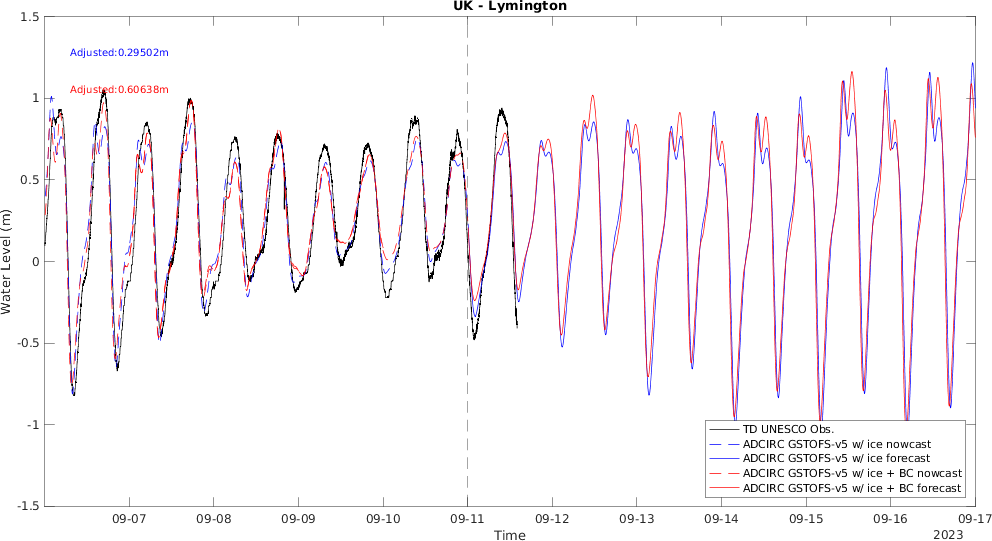 UK - Lymington
1.5
1
0.5
0
-0.5
-1
-1.5
Water Level (m)
Adjusted:0.29502m
Adjusted:0.60638m
TD UNESCO Obs.
ADCIRC GSTOFS-v5 w/ ice nowcast
ADCIRC GSTOFS-v5 w/ ice forecast
ADCIRC GSTOFS-v5 w/ ice + BC nowcast
ADCIRC GSTOFS-v5 w/ ice + BC forecast
09-07 09-08 09-09 09-10 09-11 09-12 09-13 09-14 09-15 09-16 09-17
Time
2023